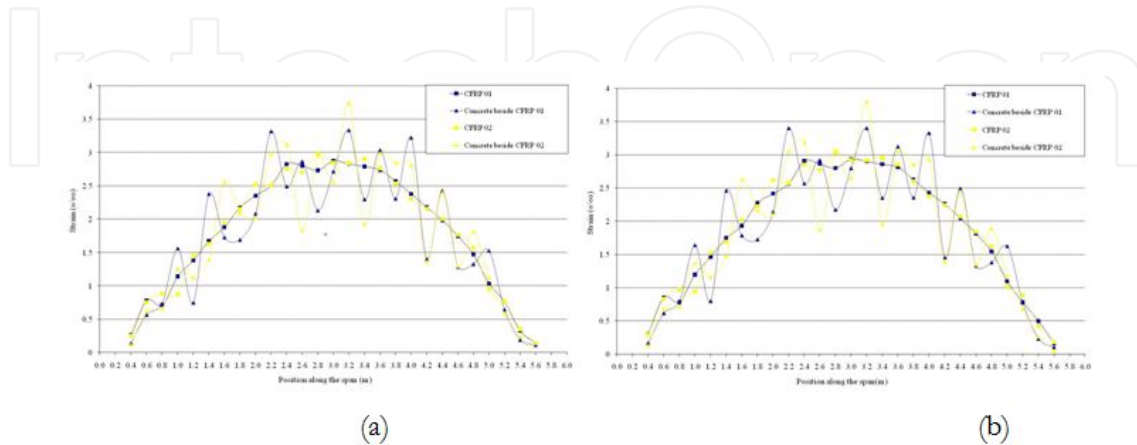 IntechOpen
4
3.5
3
2.5
2
1.5
1
0.5
0
Strain (o/oo)
0.0 0.2 0.4 0.6 0.8 1.0 1.2 1.4 1.6 1.8 2.0 2.2 2.4 2.6 2.8 3.0 3.2 3.4 3.6 3.8 4.0 4.2 4.4 4.6 4.8 5.0 5.2 5.4 5.6 5.8 6.0
Position along the span (m)
CFRP 01
Concrete beside CFRP 01
CFRP 02
Concrete beside CFRP 02
(a)
4
3.5
3
2.5
2
1.5
1
0.5
0
Strain (o/oo)
0.0 0.2 0.4 0.6 0.8 1.0 1.2 1.4 1.6 1.8 2.0 2.2 2.4 2.6 2.8 3.0 3.2 3.4 3.6 3.8 4.0 4.2 4.4 4.6 4.8 5.0 5.2 5.4 5.6 5.8 6.0
Position along the span(m)
CFRP 01
Concrete beside CFRP 01
CFRP 02
Concrete beside CFRP 02
(b)